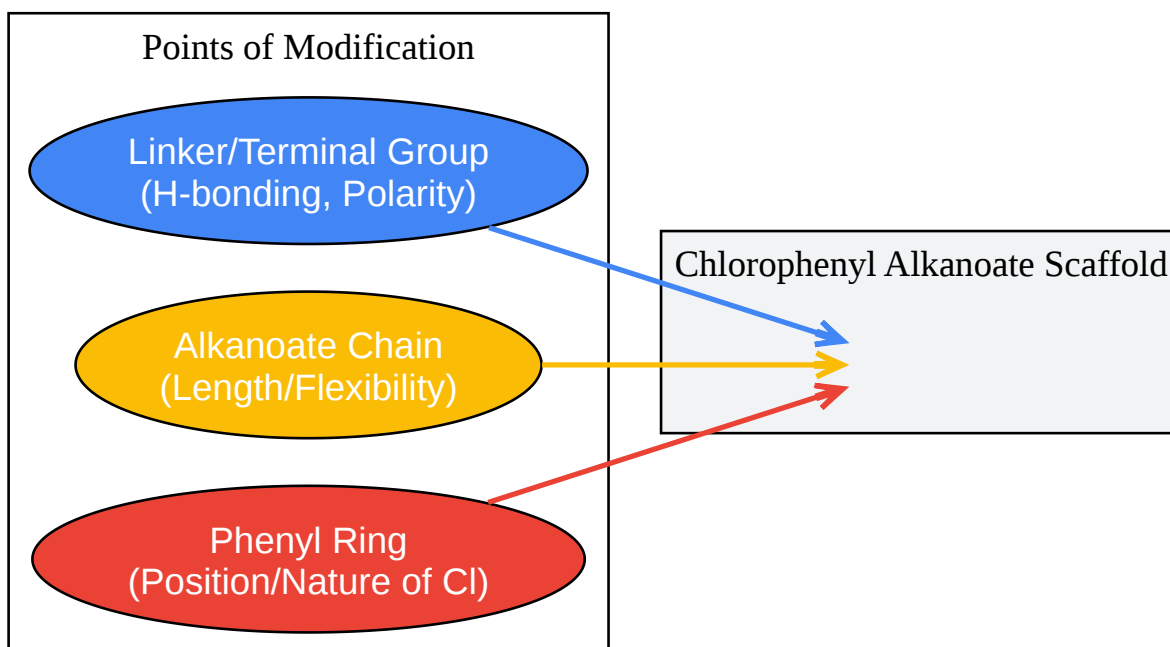 Points of Modification
Linker/Terminal Group
(H-bonding, Polarity)
Chlorophenyl Alkanoate Scaffold
Alkanoate Chain
(Length/Flexibility)
Phenyl Ring
(Position/Nature of Cl)